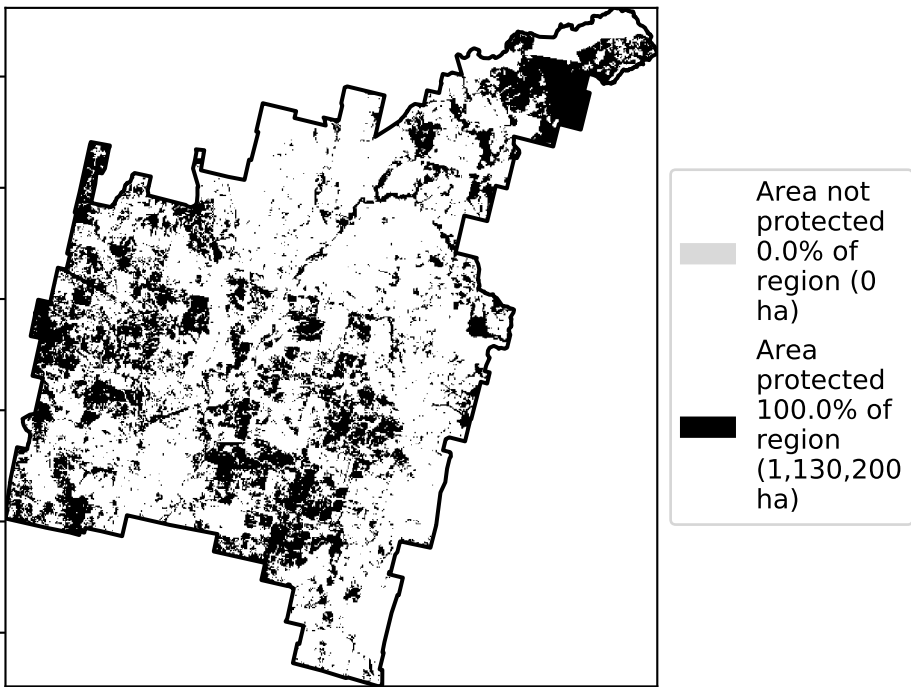 Area not
protected
0.0% of
region (0
ha)
Area
protected
100.0% of
region
(1,130,200
ha)